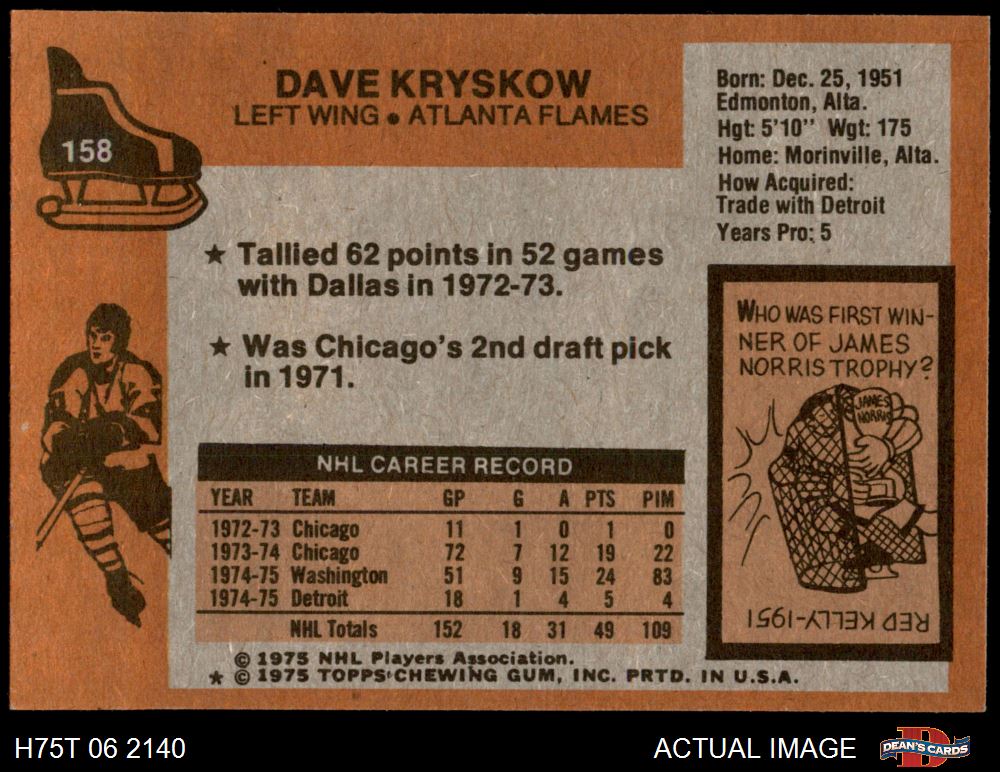 158
DAVE KRYSKOW
LEFT WING • ATLANTA FLAMES
Born: Dec. 25, 1951
Edmonton, Alta.
Hgt: 5'10" Wgt: 175
Home: Morinville, Alta.
How Acquired:
Trade with Detroit
Years Pro: 5
★ Tallied 62 points in 52 games
with Dallas in 1972-73.
★ Was Chicago's 2nd draft pick
in 1971.
WHO WAS FIRST WIN-
NER OF JAMES
NORRIS TROPHY?
JAMES
NORRIS
RED KELLY-1951
NHL CAREER RECORD
YEAR TEAM GP G A PTS PIM
1972-73 Chicago 11 1 0 1 0
1973-74 Chicago 72 7 12 19 22
1974-75 Washington 51 9 15 24 83
1974-75 Detroit 18 1 4 5 4
NHL Totals 152 18 31 49 109
© 1975 NHL Players Association.
★ © 1975 TOPPS CHEWING GUM, INC. PRTD. IN U.S.A.
H75T 06 2140
ACTUAL IMAGE
D
DEAN'S CARDS